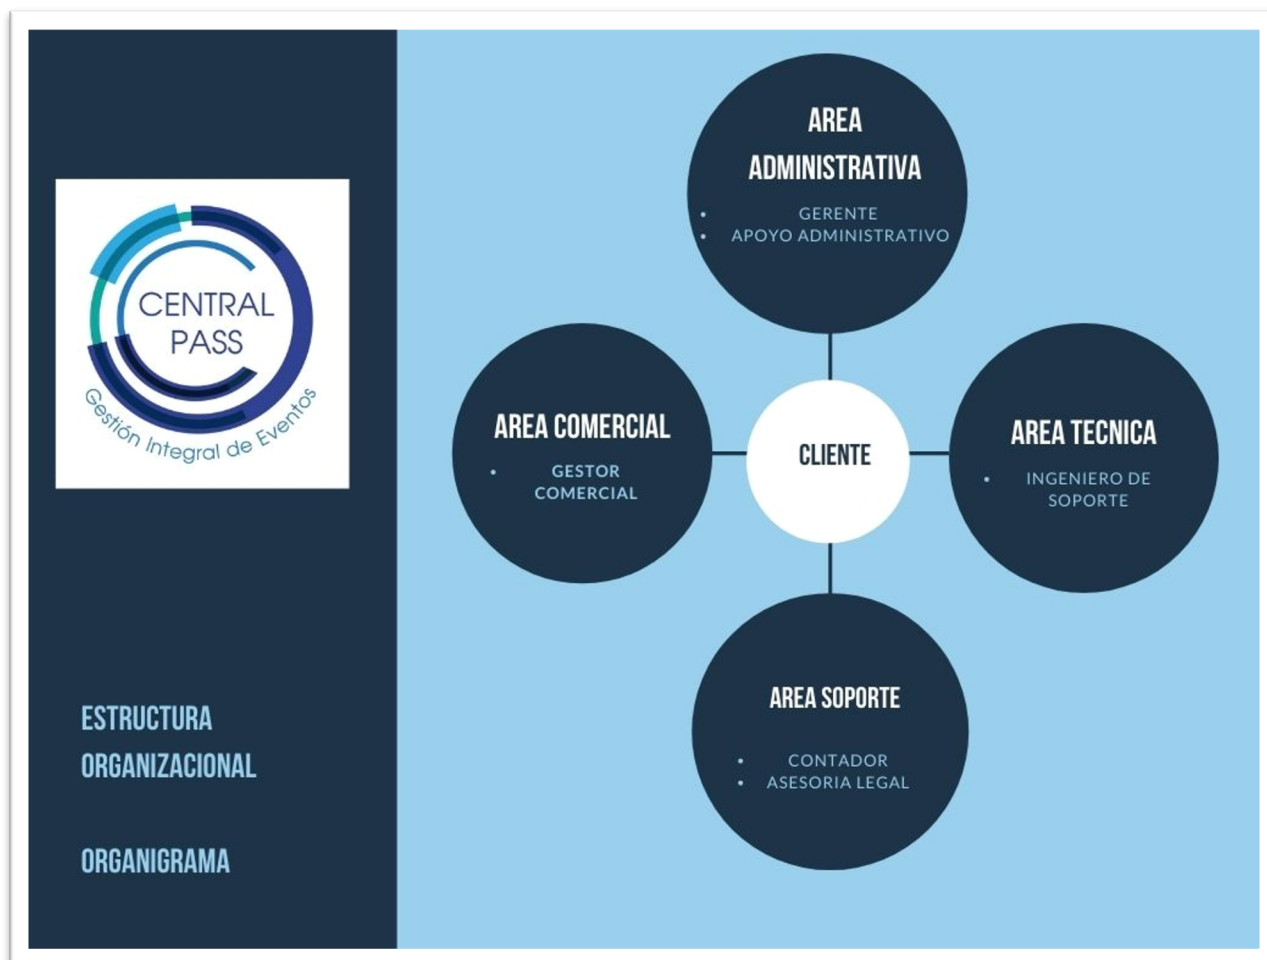 CENTRAL
PASS
Gestión Integral de Eventos
ESTRUCTURA
ORGANIZACIONAL
ORGANIGRAMA
AREA
ADMINISTRATIVA
• GERENTE
• APOYO ADMINISTRATIVO
AREA COMERCIAL
• GESTOR
COMERCIAL
CLIENTE
AREA TECNICA
• INGENIERO DE
SOPORTE
AREA SOPORTE
• CONTADOR
• ASESORIA LEGAL